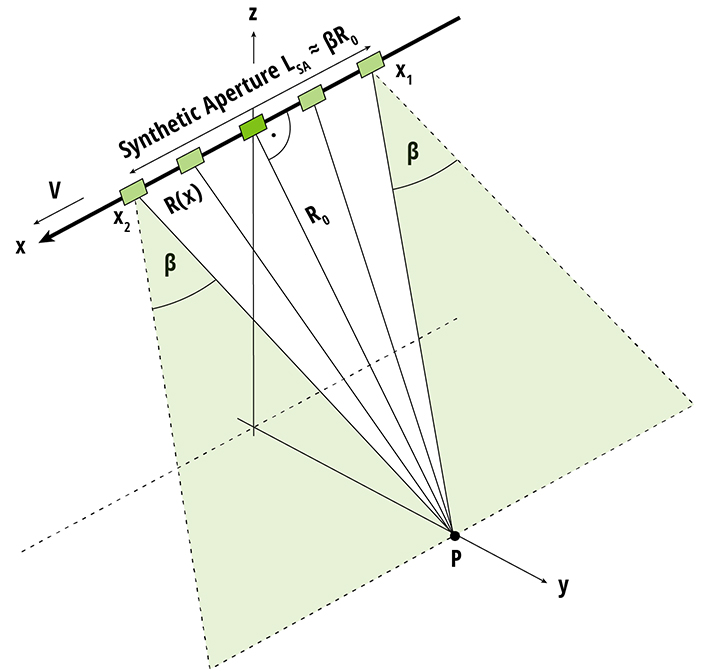 z
Synthetic Aperture L_SA ≈ βR_0
x_1
β
V
x
x_2
R(x)
R_0
β
P
y